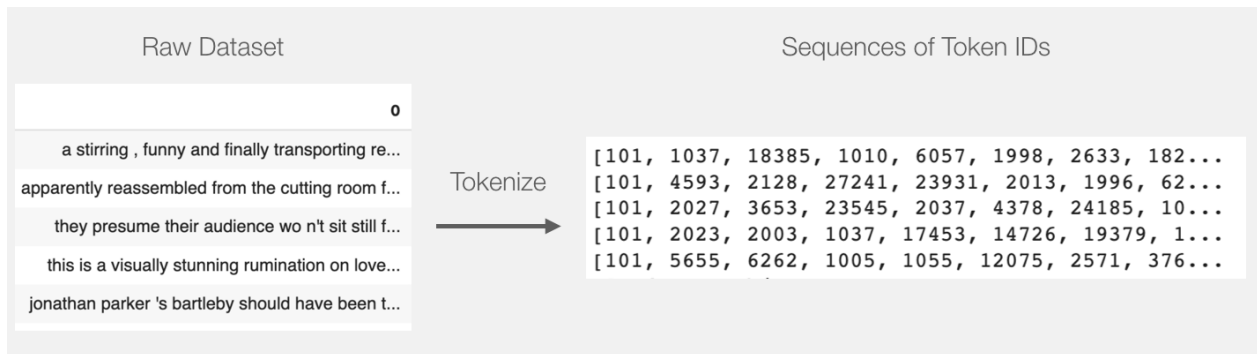 Raw Dataset
0
a stirring , funny and finally transporting re...
apparently reassembled from the cutting room f...
they presume their audience wo n't sit still f...
this is a visually stunning rumination on love...
jonathan parker 's bartleby should have been t...
Tokenize
Sequences of Token IDs
[101, 1037, 18385, 1010, 6057, 1998, 2633, 182...
[101, 4593, 2128, 27241, 23931, 2013, 1996, 62...
[101, 2027, 3653, 23545, 2037, 4378, 24185, 10...
[101, 2023, 2003, 1037, 17453, 14726, 19379, 1...
[101, 5655, 6262, 1005, 1055, 12075, 2571, 376...